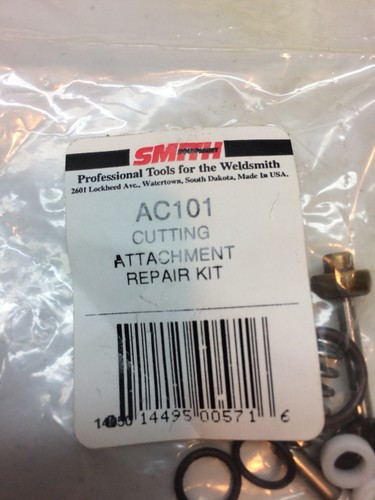 SMITH
EQUIPMENT
Professional Tools for the Weldsmith
2601 Lockheed Ave., Watertown, South Dakota, Made In USA.
AC101
CUTTING
ATTACHMENT
REPAIR KIT
14495 00571 6